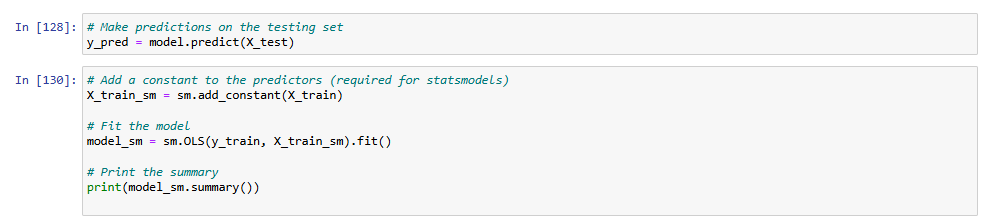 In [128]: # Make predictions on the testing set
y_pred = model.predict(X_test)
In [130]: # Add a constant to the predictors (required for statsmodels)
X_train_sm = sm.add_constant(X_train)
# Fit the model
model_sm = sm.OLS(y_train, X_train_sm).fit()
# Print the summary
print(model_sm.summary())